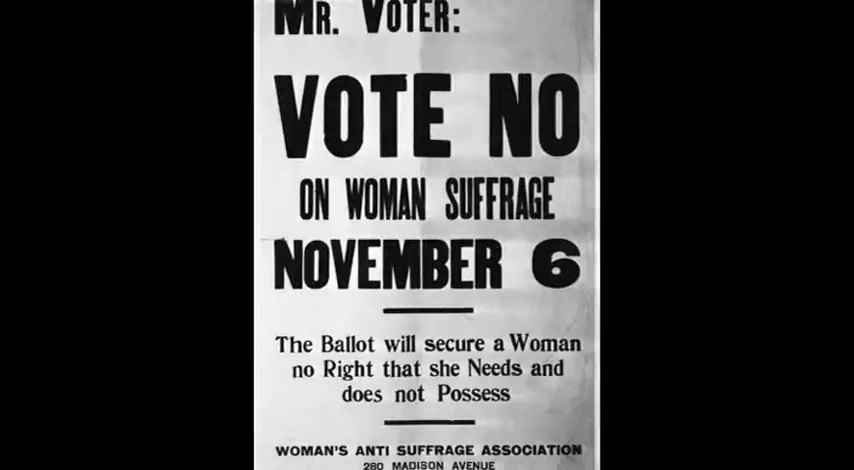 MR. VOTER:
VOTE NO
ON WOMAN SUFFRAGE
NOVEMBER 6
The Ballot will secure a Woman
no Right that she Needs and
does not Possess
WOMAN'S ANTI SUFFRAGE ASSOCIATION
280 MADISON AVENUE